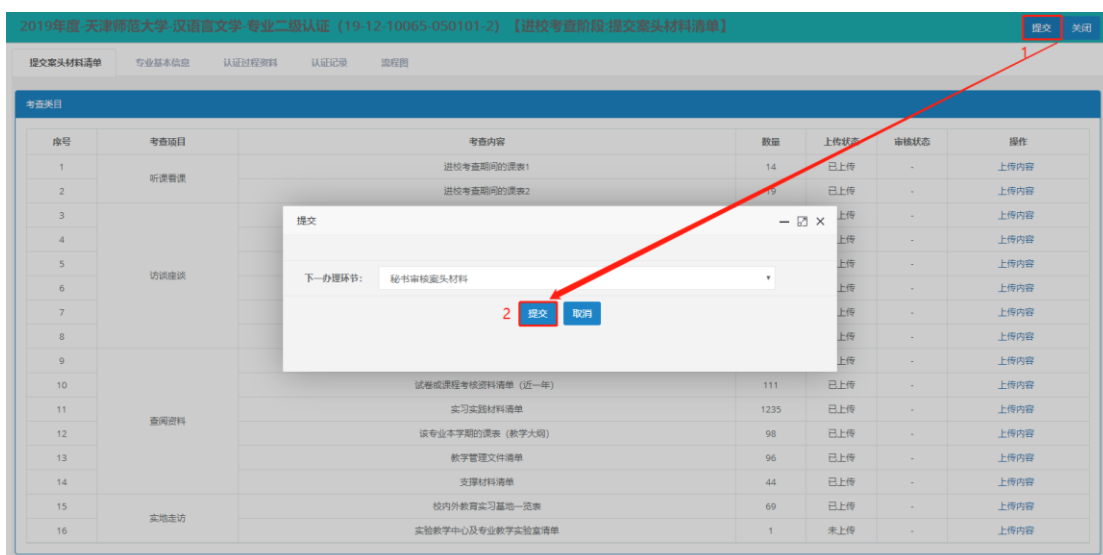 2019年度-天津师范大学-汉语言文学-专业二级认证（19-12-10065-050101-2）【进校考查阶段:提交案头材料清单】 提交 关闭
1
提交案头材料清单 专业基本信息 认证过程资料 认证记录 流程图
考查类目
序号 考查项目 考查内容 数量 上传状态 审核状态 操作
1 听课看课 进校考查期间的课表1 14 已上传 - 上传内容
2 进校考查期间的课表2 19 已上传 - 上传内容
3 上传 - 上传内容
提交
4 上传 - 上传内容
5 访谈座谈 上传 - 上传内容
下一办理环节： 秘书审核案头材料
6 上传 - 上传内容
7 上传 - 上传内容
2 提交 取消
8 上传 - 上传内容
9 上传 - 上传内容
10 试卷或课程考核资料清单（近一年） 111 已上传 - 上传内容
11 查阅资料 实习实践材料清单 1235 已上传 - 上传内容
12 该专业本学期的课表（教学大纲） 98 已上传 - 上传内容
13 教学管理文件清单 96 已上传 - 上传内容
14 支撑材料清单 44 已上传 - 上传内容
15 实地走访 校内外教育实习基地一览表 69 已上传 - 上传内容
16 实验教学中心及专业教学实验室清单 1 未上传 - 上传内容